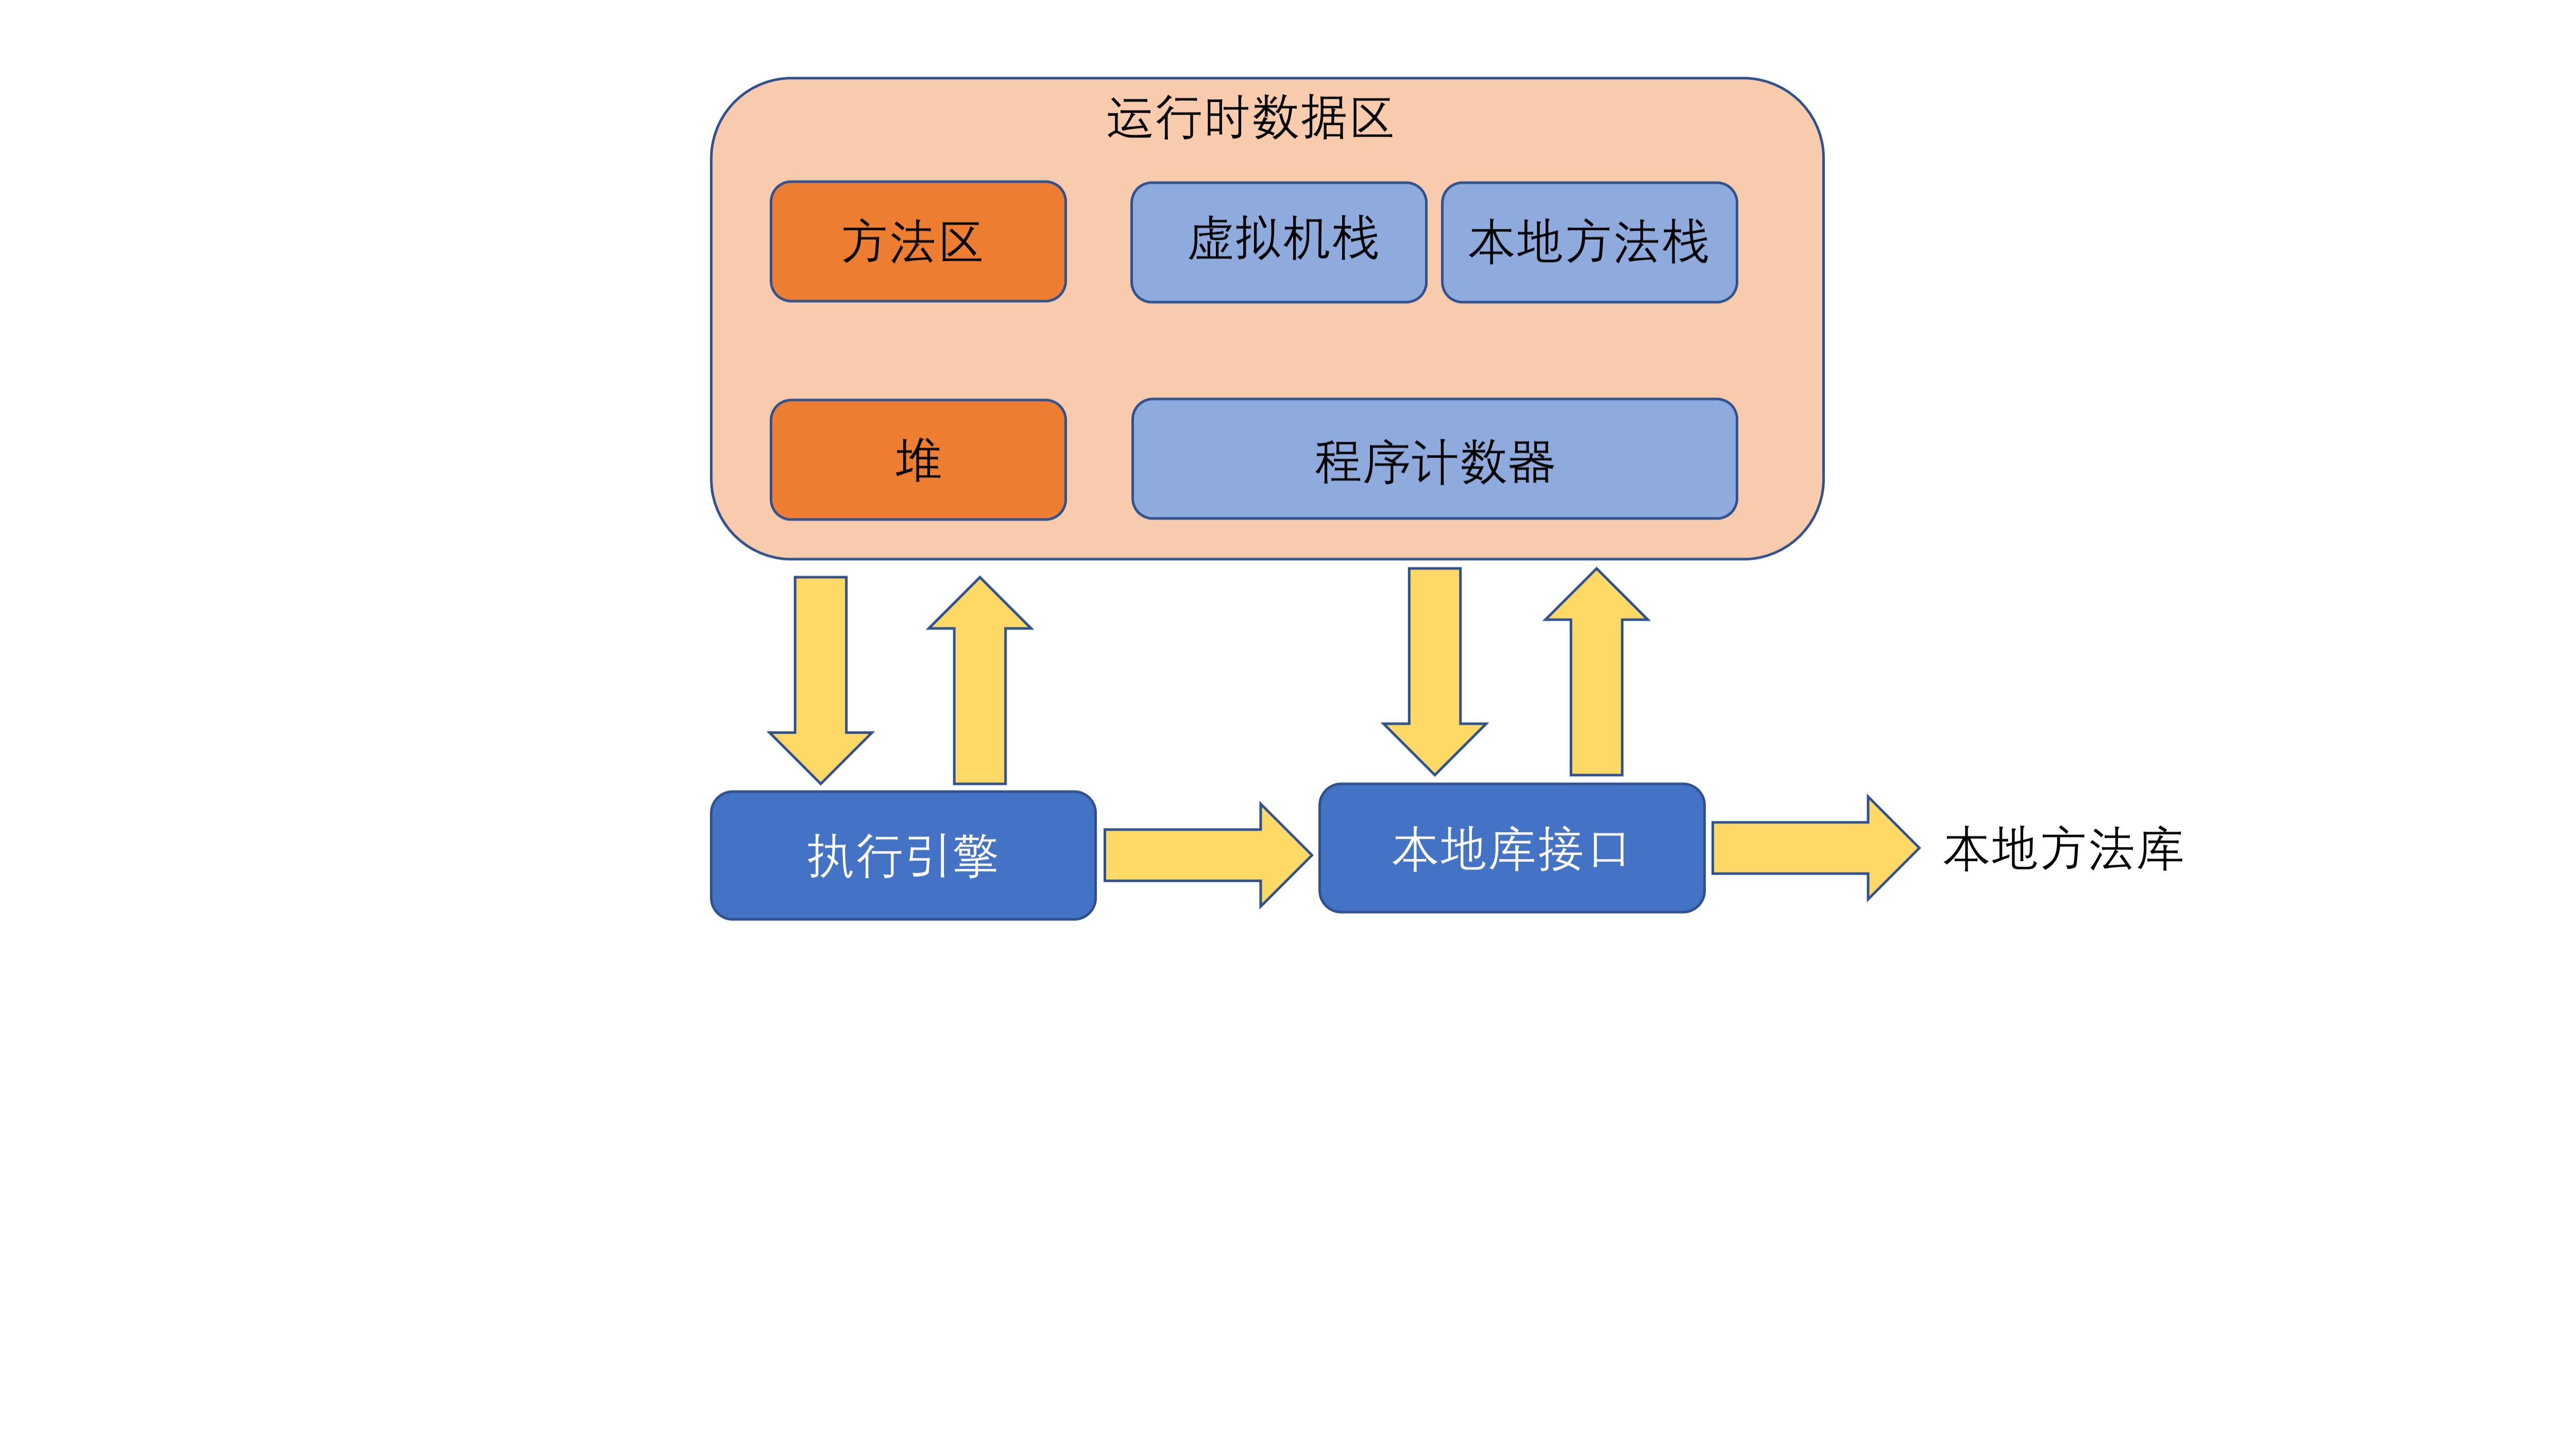 运行时数据区
方法区
虚拟机栈
本地方法栈
堆
程序计数器
执行引擎
本地库接口
本地方法库